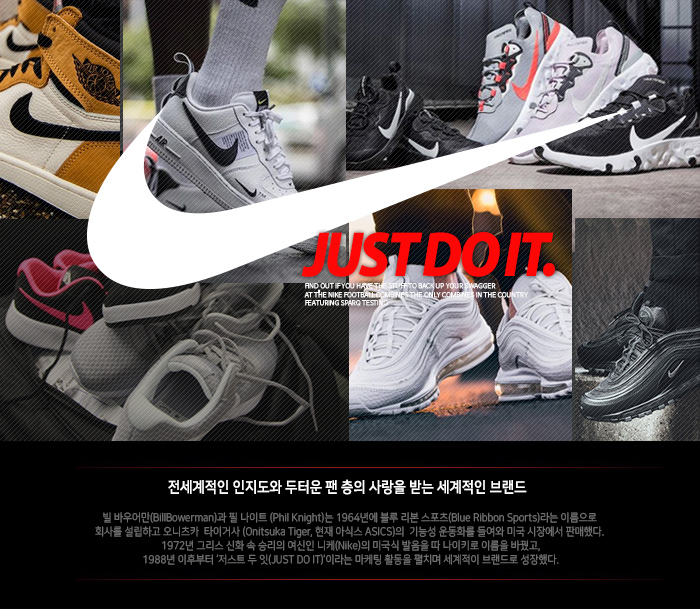 AIR
JUST DO IT.
FIND OUT IF YOU HAVE THE STUFF TO BACK UP YOUR SWAGGER
AT THE NIKE FOOTBALL COMBINES THE ONLY COMBINES IN THE COUNTRY
FEATURING SPARQ TESTING
전세계적인 인지도와 두터운 팬 층의 사랑을 받는 세계적인 브랜드
빌 바우어만(BillBowerman)과 필 나이트 (Phil Knight)는 1964년에 블루 리본 스포츠(Blue Ribbon Sports)라는 이름으로
회사를 설립하고 오니츠카 타이거사 (Onitsuka Tiger, 현재 아식스 ASICS)의 기능성 운동화를 들여와 미국 시장에서 판매했다.
1972년 그리스 신화 속 승리의 여신인 니케(Nike)의 미국식 발음을 따 나이키로 이름을 바꿨고,
1988년 이후부터 '저스트 두 잇(JUST DO IT)'이라는 마케팅 활동을 펼치며 세계적이 브랜드로 성장했다.